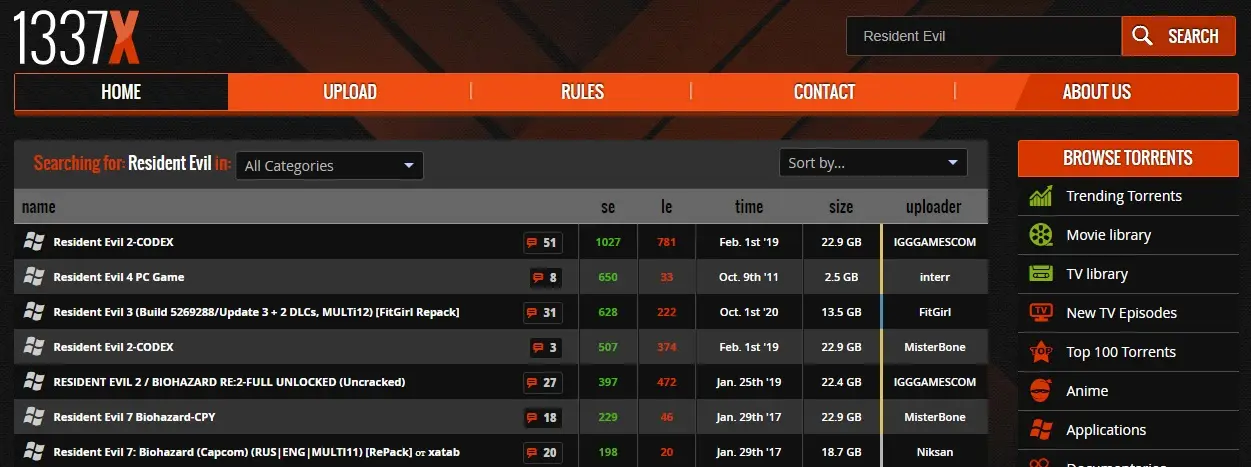 1337X
Resident Evil SEARCH
HOME UPLOAD RULES CONTACT ABOUT US
Searching for: Resident Evil in: All Categories Sort by...
name se le time size uploader
Resident Evil 2-CODEX 51 1027 781 Feb. 1st '19 22.9 GB IGGGAMESCOM
Resident Evil 4 PC Game 8 650 33 Oct. 9th '11 2.5 GB interr
Resident Evil 3 (Build 5269288/Update 3 + 2 DLCs, MULTi12) [FitGirl Repack] 31 628 222 Oct. 1st '20 13.5 GB FitGirl
Resident Evil 2-CODEX 3 507 374 Feb. 1st '19 22.9 GB MisterBone
RESIDENT EVIL 2 / BIOHAZARD RE:2-FULL UNLOCKED (Uncracked) 27 397 472 Jan. 25th '19 22.4 GB IGGGAMESCOM
Resident Evil 7 Biohazard-CPY 18 229 46 Jan. 29th '17 22.9 GB MisterBone
Resident Evil 7: Biohazard (Capcom) (RUS|ENG|MULTI11) [RePack] от xatab 20 198 20 Jan. 29th '17 18.7 GB Niksan
BROWSE TORRENTS
Trending Torrents
Movie library
TV library
TV New TV Episodes
TOP Top 100 Torrents
Anime
Applications